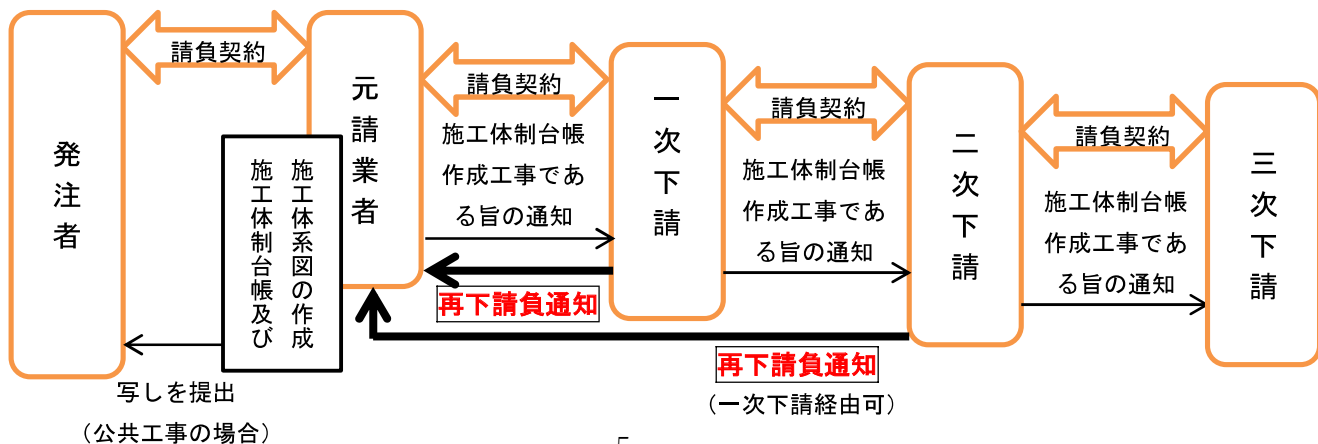 発注者
請負契約
元請業者
施工体制台帳及び
施工体系図の作成
写しを提出
（公共工事の場合）
請負契約
施工体制台帳
作成工事であ
る旨の通知
再下請負通知
一次下請
請負契約
施工体制台帳
作成工事であ
る旨の通知
再下請負通知
（一次下請経由可）
二次下請
請負契約
施工体制台帳
作成工事であ
る旨の通知
三次下請